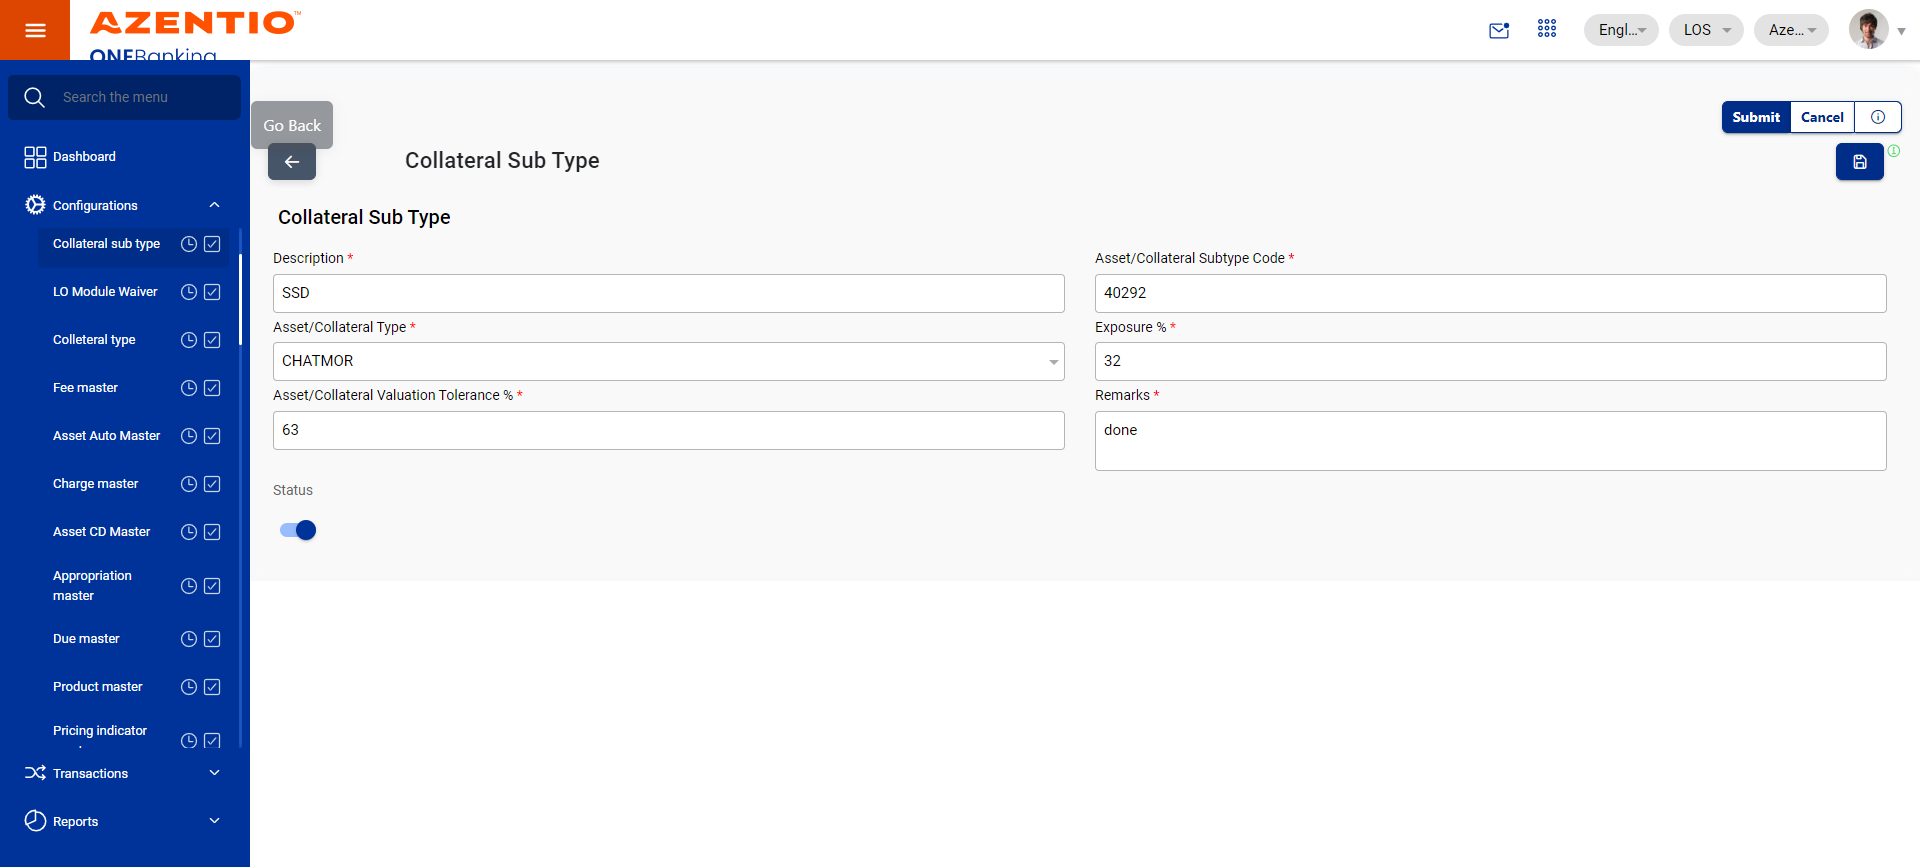 AZENTIO™
ONEBanking
Engl...
LOS
Aze...
Search the menu
Dashboard
Configurations
Collateral sub type
LO Module Waiver
Colleteral type
Fee master
Asset Auto Master
Charge master
Asset CD Master
Appropriation
master
Due master
Product master
Pricing indicator
Transactions
Reports
Go Back
Submit
Cancel
Collateral Sub Type
Collateral Sub Type
Description *
SSD
Asset/Collateral Subtype Code *
40292
Asset/Collateral Type *
CHATMOR
Exposure % *
32
Asset/Collateral Valuation Tolerance % *
63
Remarks *
done
Status